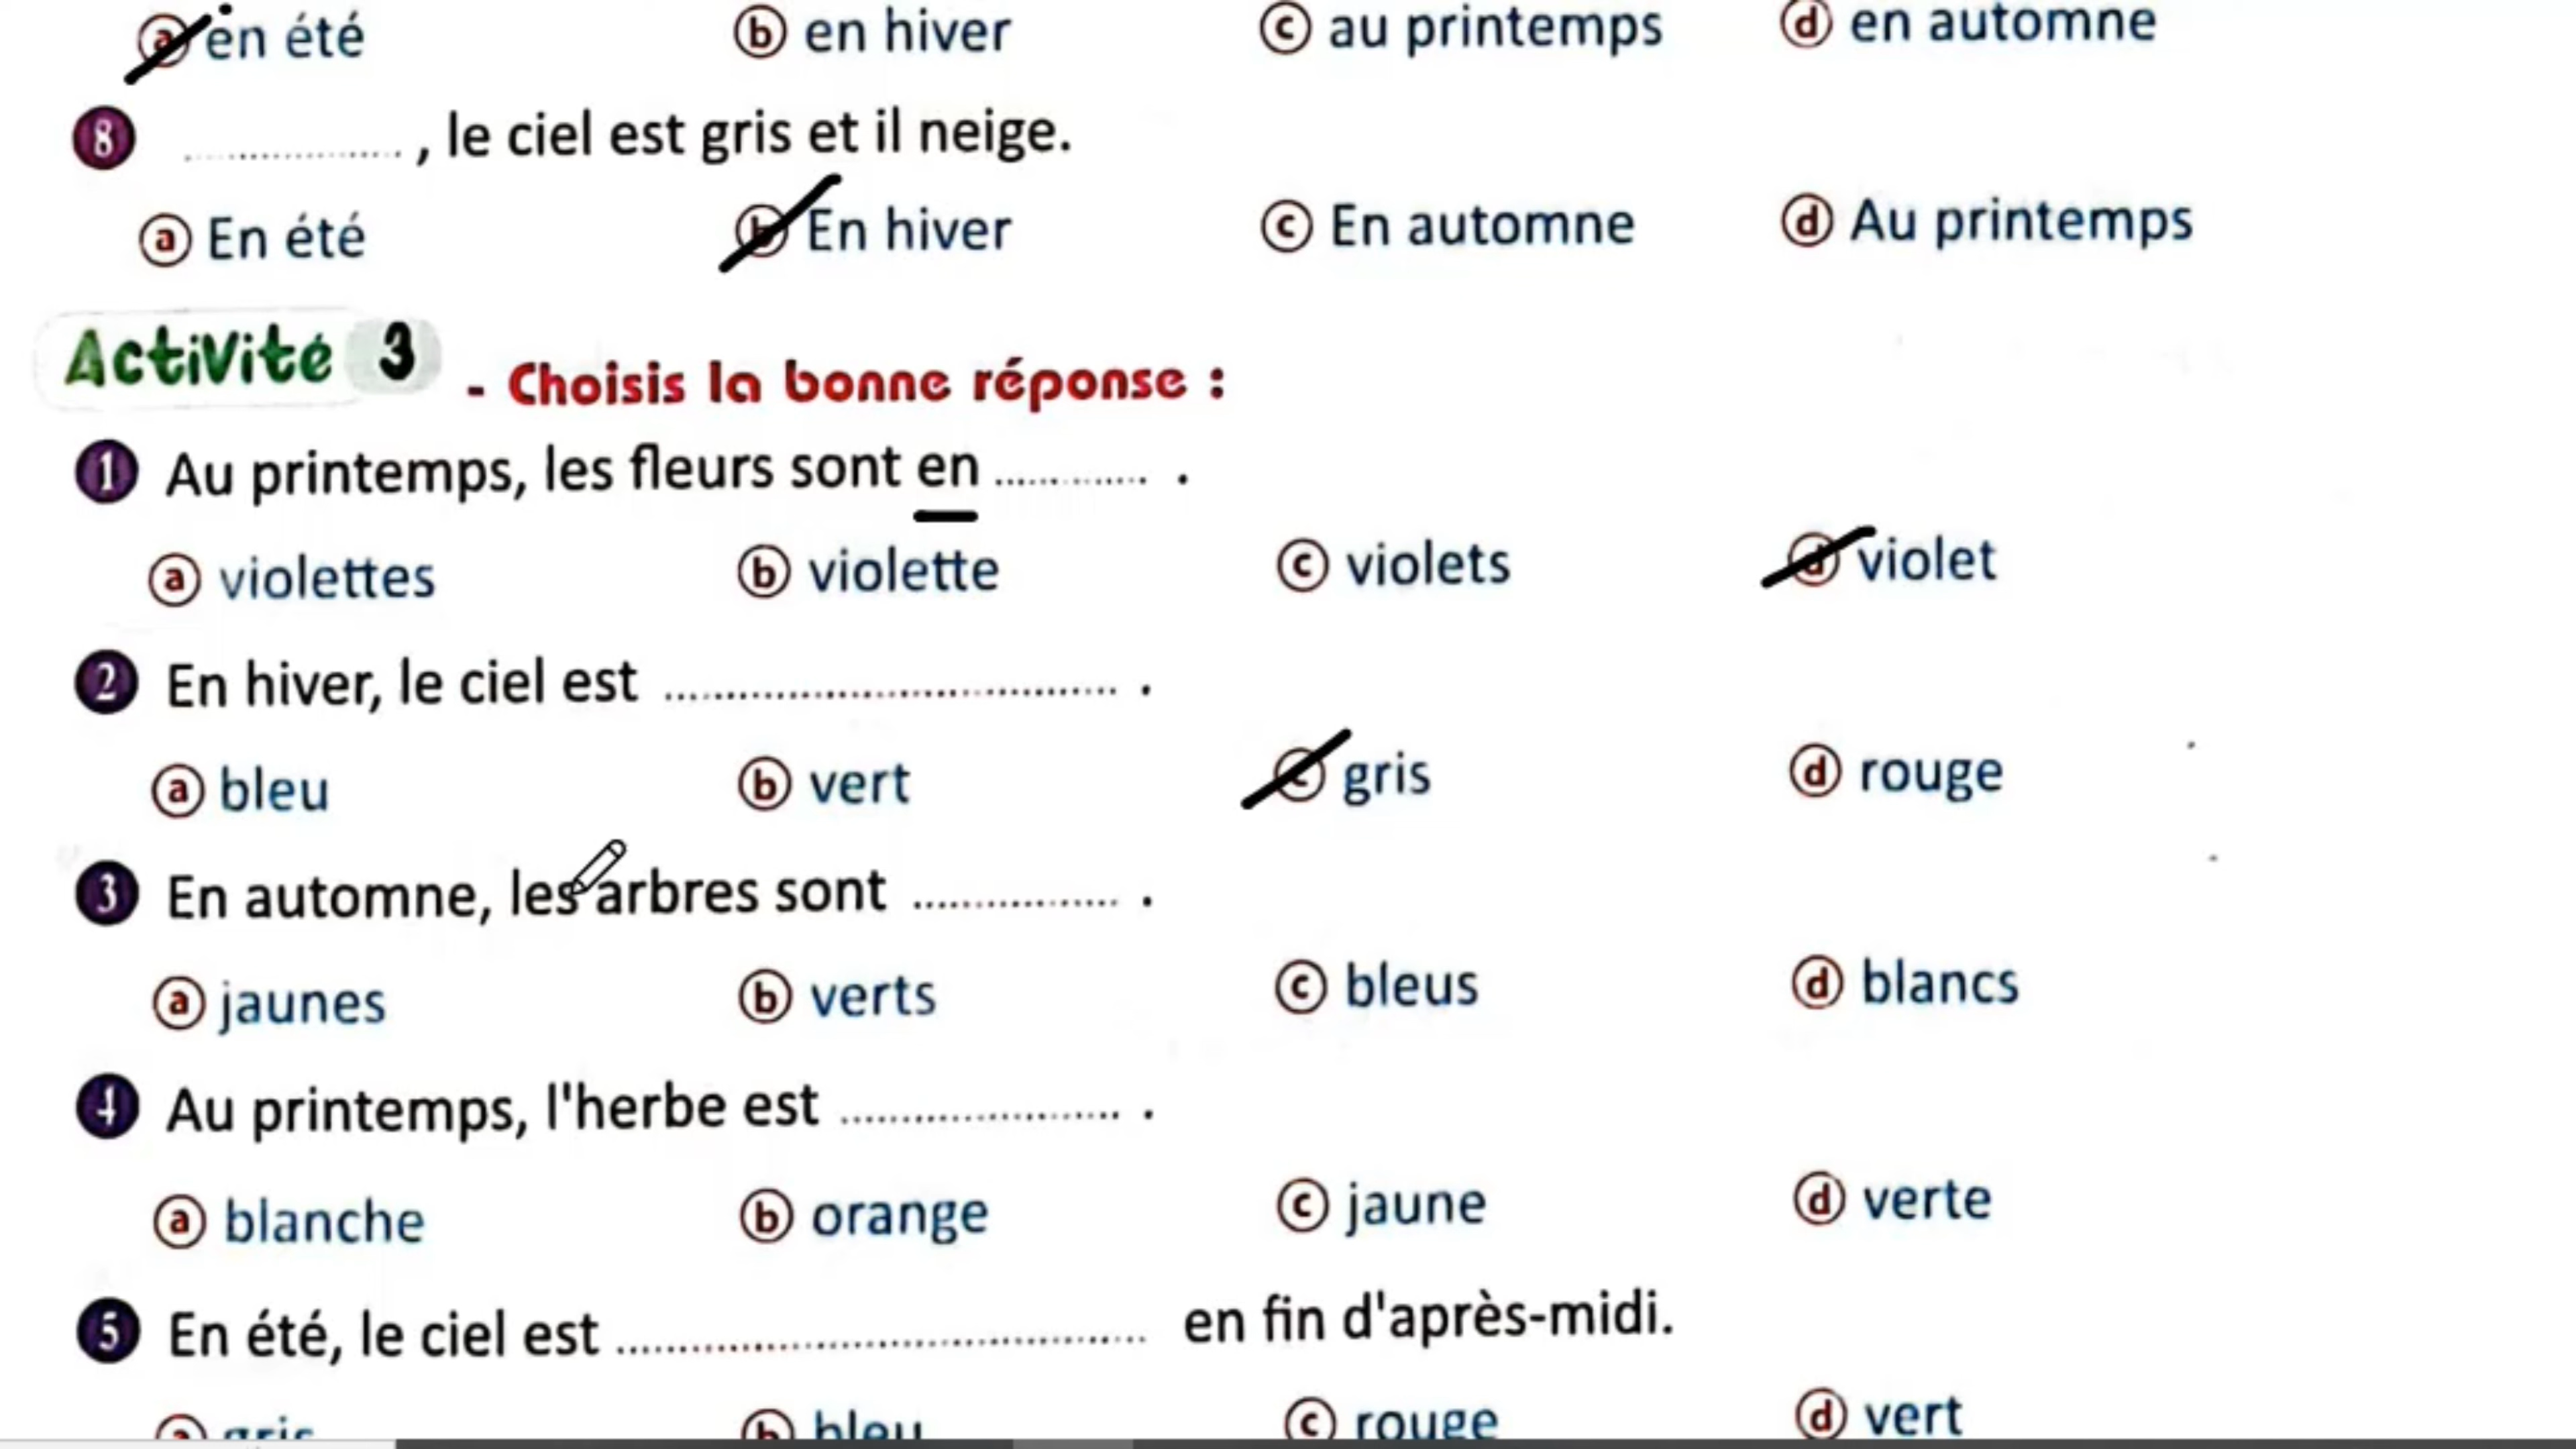 ⓐ en été ⓑ en hiver ⓒ au printemps ⓓ en automne
8 .............. , le ciel est gris et il neige.
ⓐ En été ⓑ En hiver ⓒ En automne ⓓ Au printemps
Activité 3 - Choisis la bonne réponse :
1 Au printemps, les fleurs sont en ............ .
ⓐ violettes ⓑ violette ⓒ violets ⓓ violet
2 En hiver, le ciel est .................................. .
ⓐ bleu ⓑ vert ⓒ gris ⓓ rouge
3 En automne, les arbres sont ................ .
ⓐ jaunes ⓑ verts ⓒ bleus ⓓ blancs
4 Au printemps, l'herbe est ...................... .
ⓐ blanche ⓑ orange ⓒ jaune ⓓ verte
5 En été, le ciel est ........................................ en fin d'après-midi.
ⓐ gris ⓑ bleu ⓒ rouge ⓓ vert